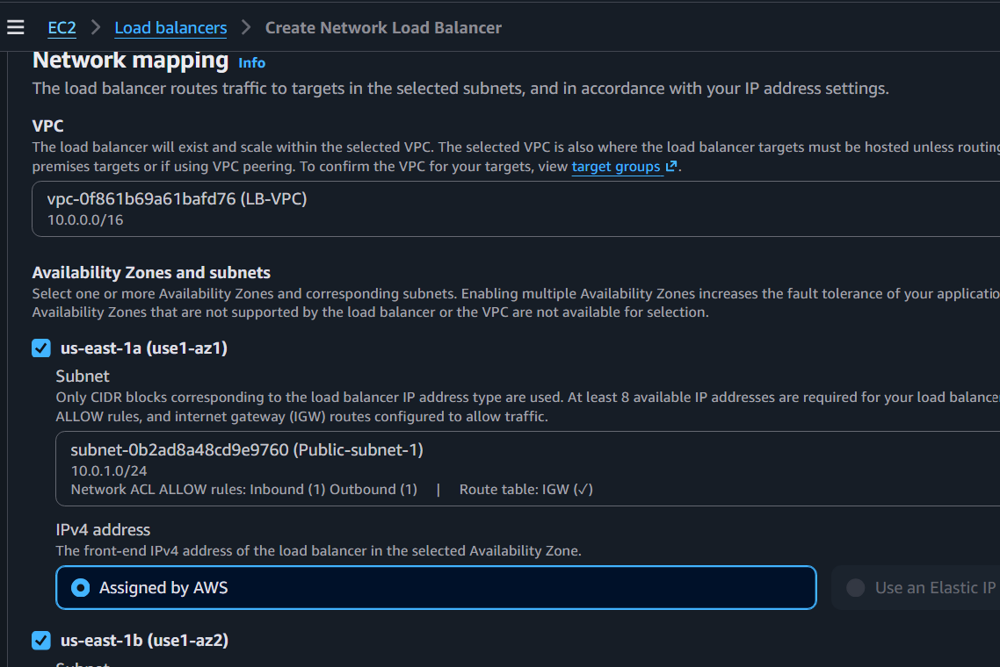 EC2 > Load balancers > Create Network Load Balancer
Network mapping Info
The load balancer routes traffic to targets in the selected subnets, and in accordance with your IP address settings.
VPC
The load balancer will exist and scale within the selected VPC. The selected VPC is also where the load balancer targets must be hosted unless routing
premises targets or if using VPC peering. To confirm the VPC for your targets, view target groups.
vpc-0f861b69a61bafd76 (LB-VPC)
10.0.0.0/16
Availability Zones and subnets
Select one or more Availability Zones and corresponding subnets. Enabling multiple Availability Zones increases the fault tolerance of your applicatio
Availability Zones that are not supported by the load balancer or the VPC are not available for selection.
us-east-1a (use1-az1)
Subnet
Only CIDR blocks corresponding to the load balancer IP address type are used. At least 8 available IP addresses are required for your load balancer
ALLOW rules, and internet gateway (IGW) routes configured to allow traffic.
subnet-0b2ad8a48cd9e9760 (Public-subnet-1)
10.0.1.0/24
Network ACL ALLOW rules: Inbound (1) Outbound (1) | Route table: IGW (✓)
IPv4 address
The front-end IPv4 address of the load balancer in the selected Availability Zone.
Assigned by AWS
Use an Elastic IP
us-east-1b (use1-az2)
Subnet